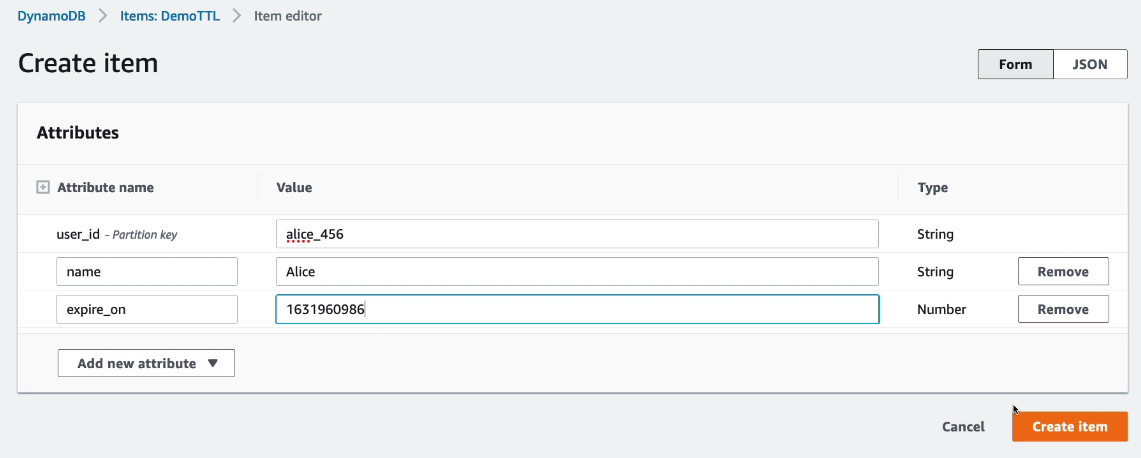 DynamoDB > Items: DemoTTL > Item editor
Create item
Form JSON
Attributes
Attribute name Value Type
user_id - Partition key alice_456 String
name Alice String Remove
expire_on 1631960986 Number Remove
Add new attribute ▼
Cancel Create item